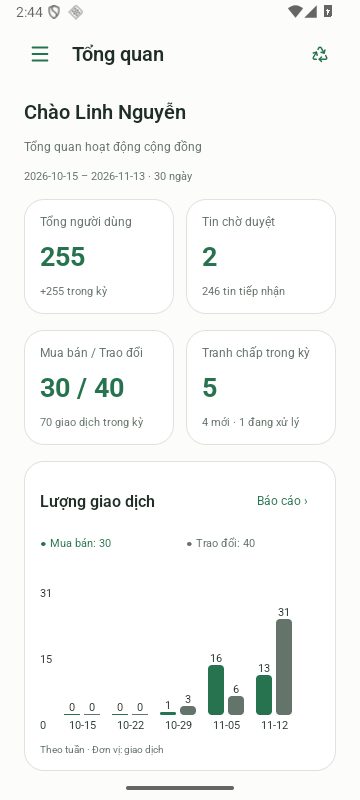 2:44
Tổng quan
Chào Linh Nguyễn
Tổng quan hoạt động cộng đồng
2026-10-15 – 2026-11-13 · 30 ngày
Tổng người dùng
255
+255 trong kỳ
Tin chờ duyệt
2
246 tin tiếp nhận
Mua bán / Trao đổi
30 / 40
70 giao dịch trong kỳ
Tranh chấp trong kỳ
5
4 mới · 1 đang xử lý
Lượng giao dịch
Báo cáo ›
● Mua bán: 30
● Trao đổi: 40
31
15
0
0 0 0 0 1 3 16 6 13 31
10-15 10-22 10-29 11-05 11-12
Theo tuần · Đơn vị: giao dịch